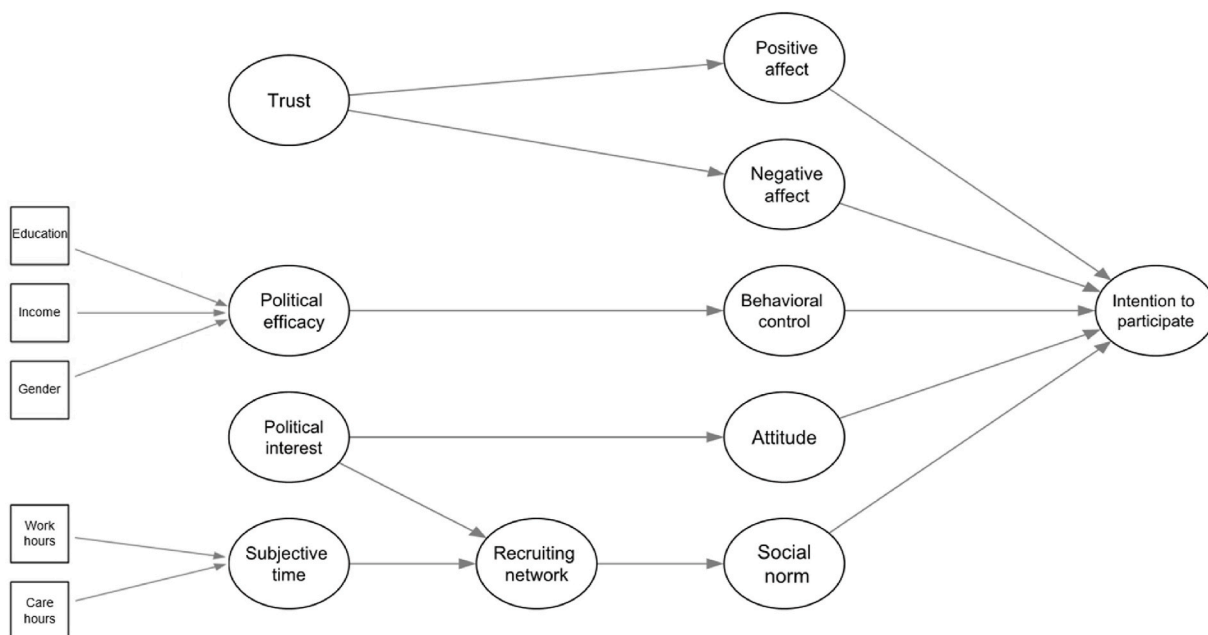 Positive
affect
Trust
Negative
affect
Education
Income
Gender
Political
efficacy
Behavioral
control
Intention to
participate
Political
interest
Attitude
Work
hours
Care
hours
Subjective
time
Recruiting
network
Social
norm